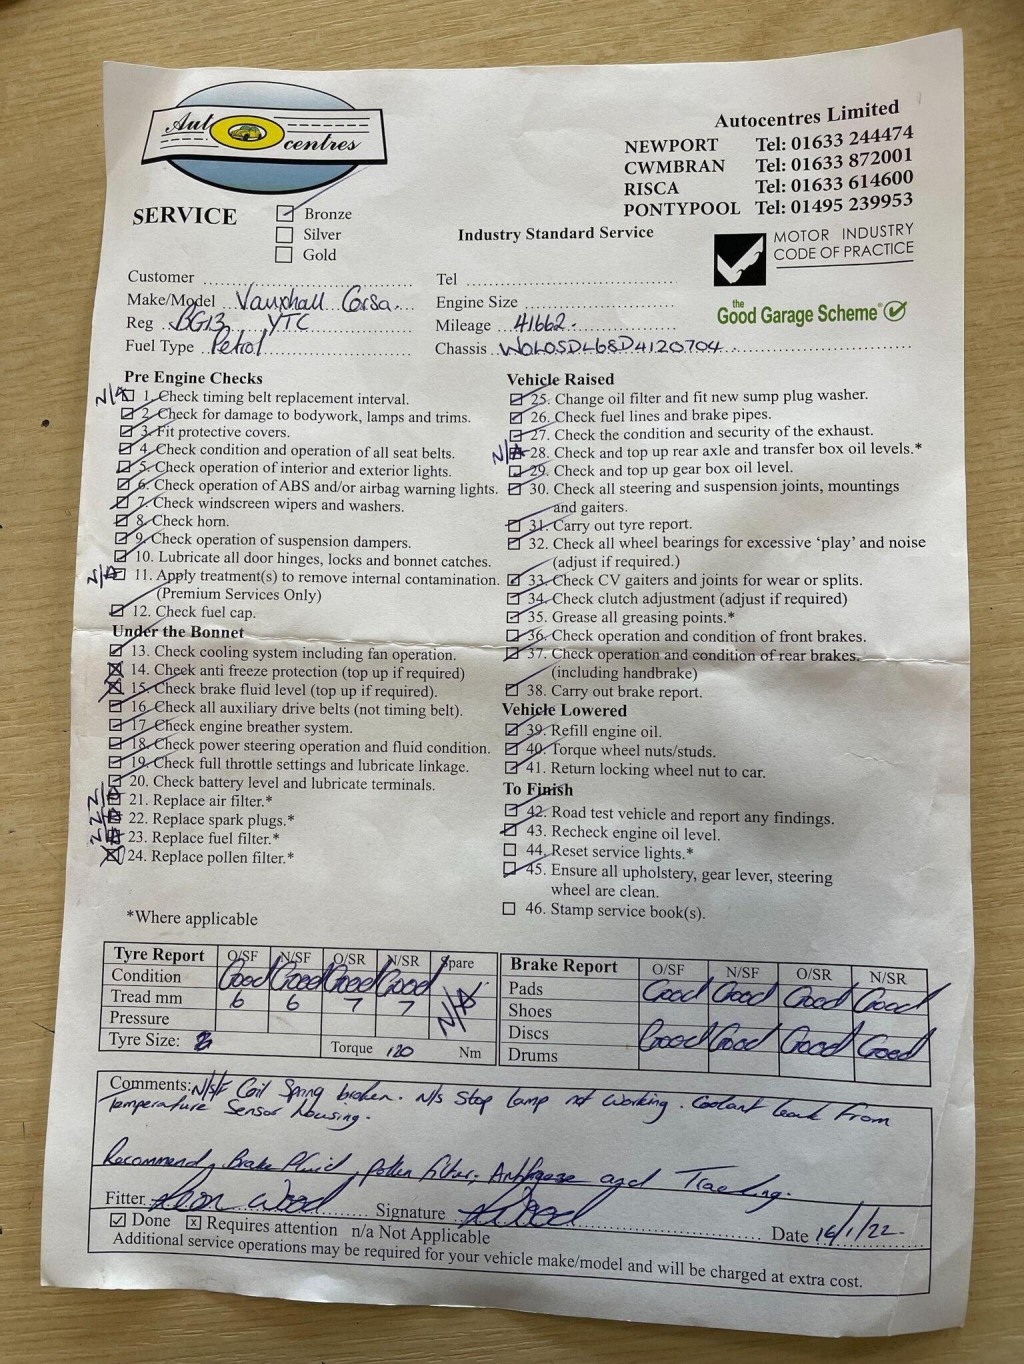 Auto centres
Autocentres Limited
NEWPORT Tel: 01633 244474
CWMBRAN Tel: 01633 872001
RISCA Tel: 01633 614600
PONTYPOOL Tel: 01495 239953
SERVICE
Bronze
Silver
Gold
Industry Standard Service
MOTOR INDUSTRY
CODE OF PRACTICE
the Good Garage Scheme®
Customer
Make/Model Vauxhall Corsa.
Reg BG13 YTC
Fuel Type Petrol
Tel
Engine Size
Mileage 41662.
Chassis W0L0SDL68D4120704
Pre Engine Checks
N/A 1. Check timing belt replacement interval.
2. Check for damage to bodywork, lamps and trims.
3. Fit protective covers.
4. Check condition and operation of all seat belts.
5. Check operation of interior and exterior lights.
6. Check operation of ABS and/or airbag warning lights.
7. Check windscreen wipers and washers.
8. Check horn.
9. Check operation of suspension dampers.
10. Lubricate all door hinges, locks and bonnet catches.
N/A 11. Apply treatment(s) to remove internal contamination.
(Premium Services Only)
12. Check fuel cap.
Under the Bonnet
13. Check cooling system including fan operation.
14. Check anti freeze protection (top up if required)
15. Check brake fluid level (top up if required).
16. Check all auxiliary drive belts (not timing belt).
17. Check engine breather system.
18. Check power steering operation and fluid condition.
19. Check full throttle settings and lubricate linkage.
20. Check battery level and lubricate terminals.
21. Replace air filter.*
22. Replace spark plugs.*
23. Replace fuel filter.*
24. Replace pollen filter.*
*Where applicable
Vehicle Raised
25. Change oil filter and fit new sump plug washer.
26. Check fuel lines and brake pipes.
27. Check the condition and security of the exhaust.
N/A 28. Check and top up rear axle and transfer box oil levels.*
29. Check and top up gear box oil level.
30. Check all steering and suspension joints, mountings
and gaiters.
31. Carry out tyre report.
32. Check all wheel bearings for excessive ‘play’ and noise
(adjust if required.)
33. Check CV gaiters and joints for wear or splits.
34. Check clutch adjustment (adjust if required)
35. Grease all greasing points.*
36. Check operation and condition of front brakes.
37. Check operation and condition of rear brakes.
(including handbrake)
38. Carry out brake report.
Vehicle Lowered
39. Refill engine oil.
40. Torque wheel nuts/studs.
41. Return locking wheel nut to car.
To Finish
42. Road test vehicle and report any findings.
43. Recheck engine oil level.
44. Reset service lights.*
45. Ensure all upholstery, gear lever, steering
wheel are clean.
46. Stamp service book(s).
Tyre Report O/SF N/SF O/SR N/SR Spare
Condition Good Good Good Good N/A
Tread mm 6 6 7 7
Pressure
Tyre Size: Torque 120 Nm
Brake Report O/SF N/SF O/SR N/SR
Pads Good Good Good Good
Shoes
Discs Good Good Good Good
Drums
Comments: N/S/F Coil Spring broken. N/S Stop lamp not working. Coolant leak From
Temperature Sensor housing.
Recommend, Brake Fluid, pollen filter, Antifreeze and Tracking.
Fitter Wood Signature Date 16/1/22.
Done x Requires attention n/a Not Applicable
Additional service operations may be required for your vehicle make/model and will be charged at extra cost.